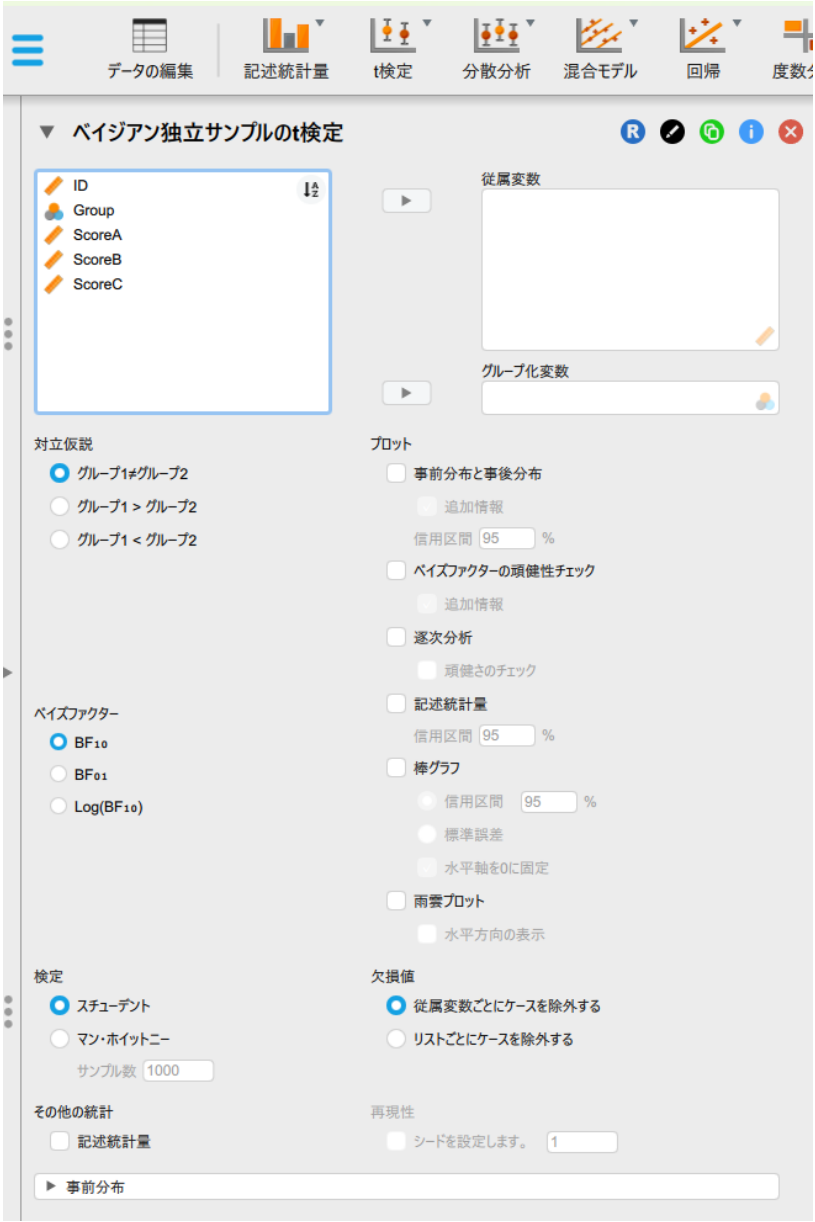 データの編集 記述統計量 t検定 分散分析 混合モデル 回帰 度数分
ベイジアン独立サンプルのt検定
R i
ID
Group
ScoreA
ScoreB
ScoreC
従属変数
グループ化変数
対立仮説
グループ1≠グループ2
グループ1 > グループ2
グループ1 < グループ2
プロット
事前分布と事後分布
追加情報
信用区間 95 %
ベイズファクターの頑健性チェック
追加情報
逐次分析
頑健さのチェック
記述統計量
信用区間 95 %
棒グラフ
信用区間 95 %
標準誤差
水平軸を0に固定
雨雲プロット
水平方向の表示
ベイズファクター
BF₁₀
BF₀₁
Log(BF₁₀)
検定
スチューデント
マン・ホイットニー
サンプル数 1000
欠損値
従属変数ごとにケースを除外する
リストごとにケースを除外する
その他の統計
記述統計量
再現性
シードを設定します。 1
事前分布